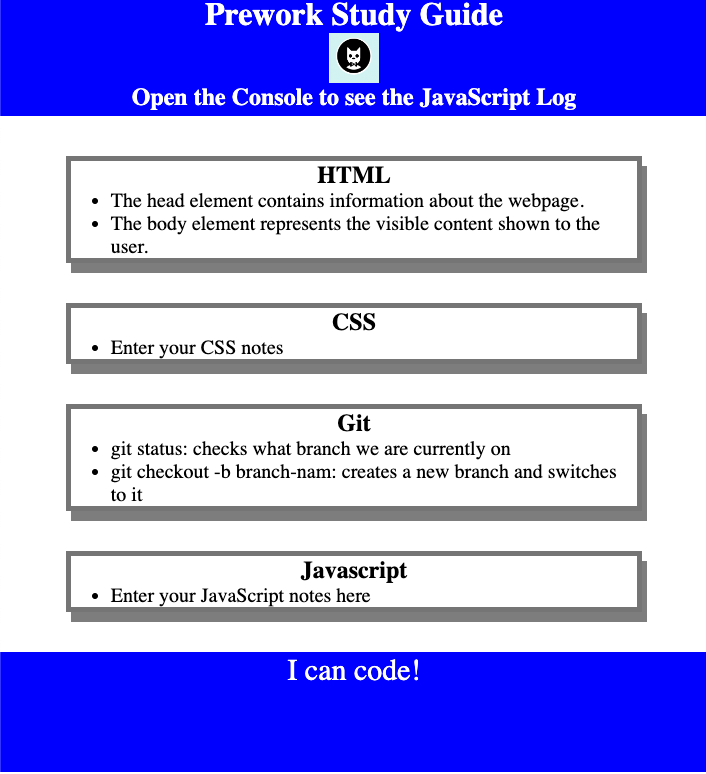 Prework Study Guide
Open the Console to see the JavaScript Log
HTML
• The head element contains information about the webpage.
• The body element represents the visible content shown to the
user.
CSS
• Enter your CSS notes
Git
• git status: checks what branch we are currently on
• git checkout -b branch-nam: creates a new branch and switches
to it
Javascript
• Enter your JavaScript notes here
I can code!